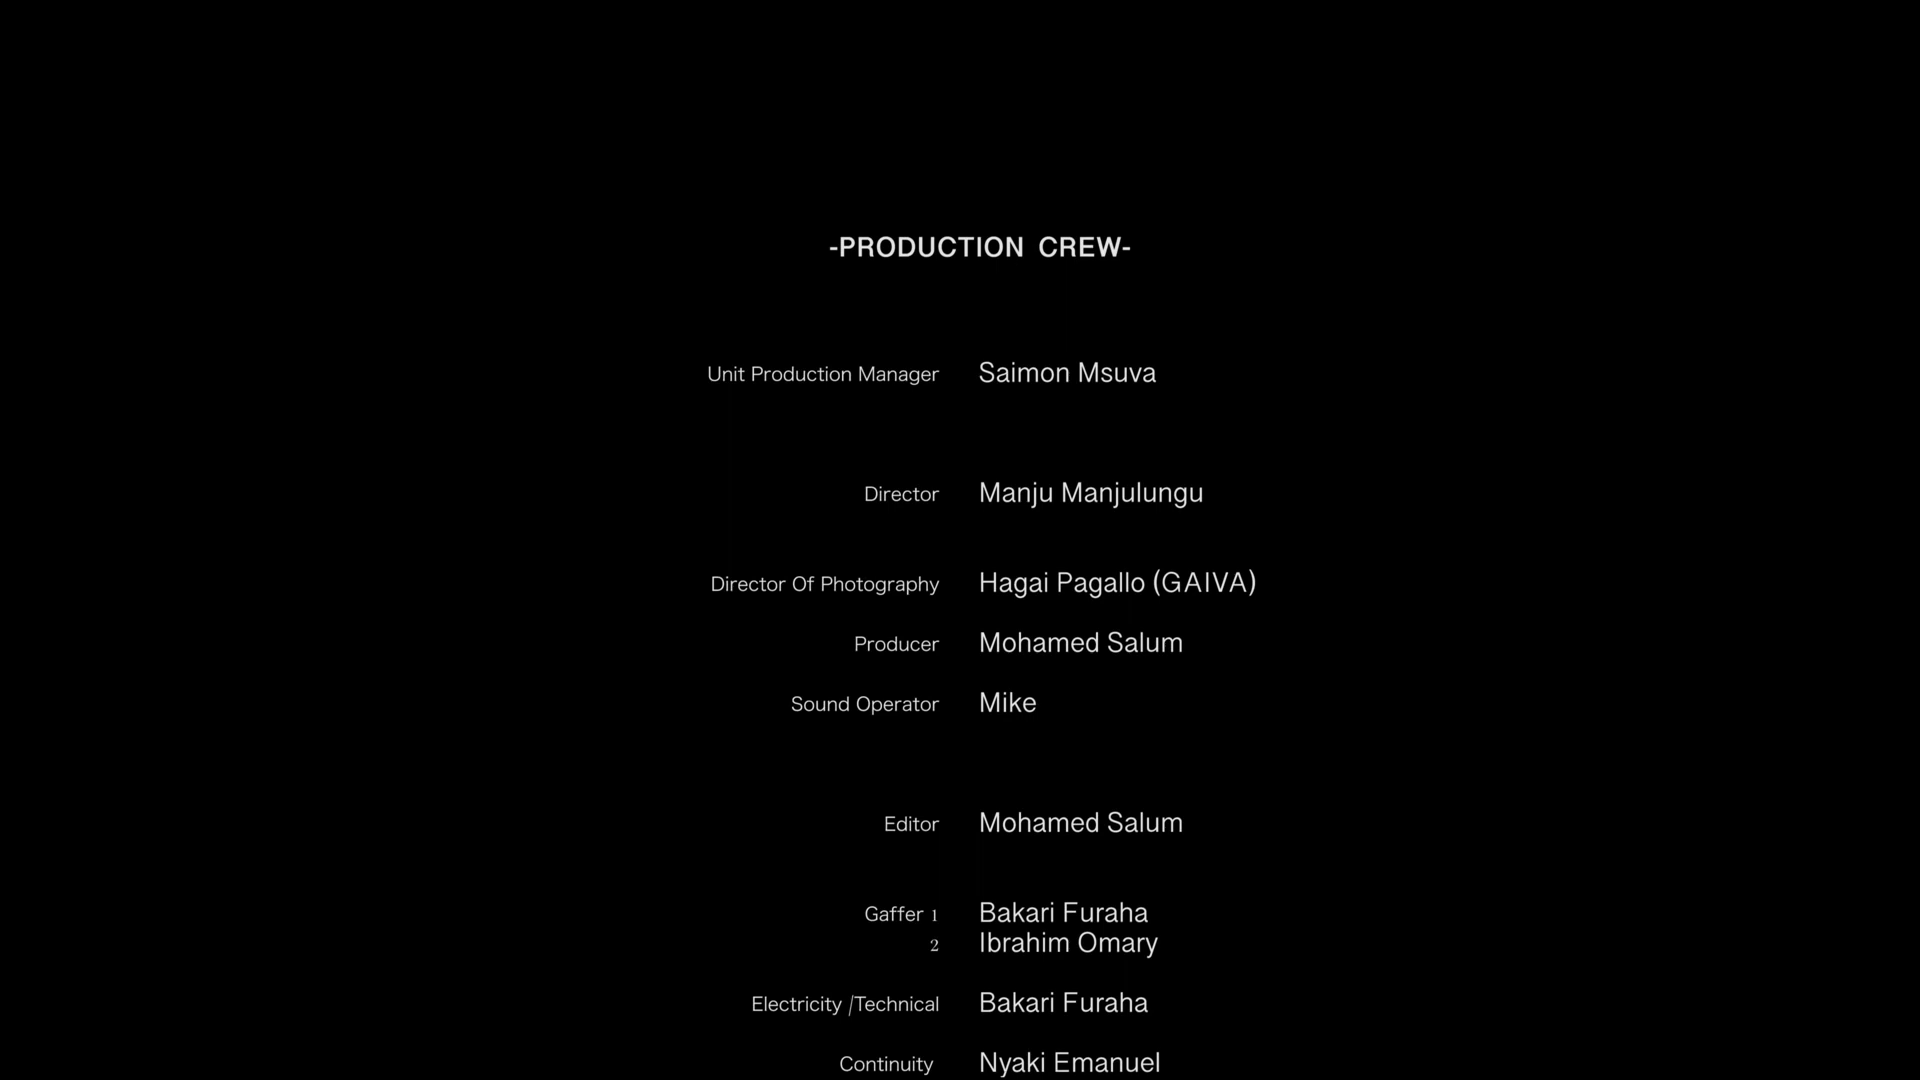 -PRODUCTION CREW-
Unit Production Manager Saimon Msuva
Director Manju Manjulungu
Director Of Photography Hagai Pagallo (GAIVA)
Producer Mohamed Salum
Sound Operator Mike
Editor Mohamed Salum
Gaffer 1 Bakari Furaha
2 Ibrahim Omary
Electricity /Technical Bakari Furaha
Continuity Nyaki Emanuel